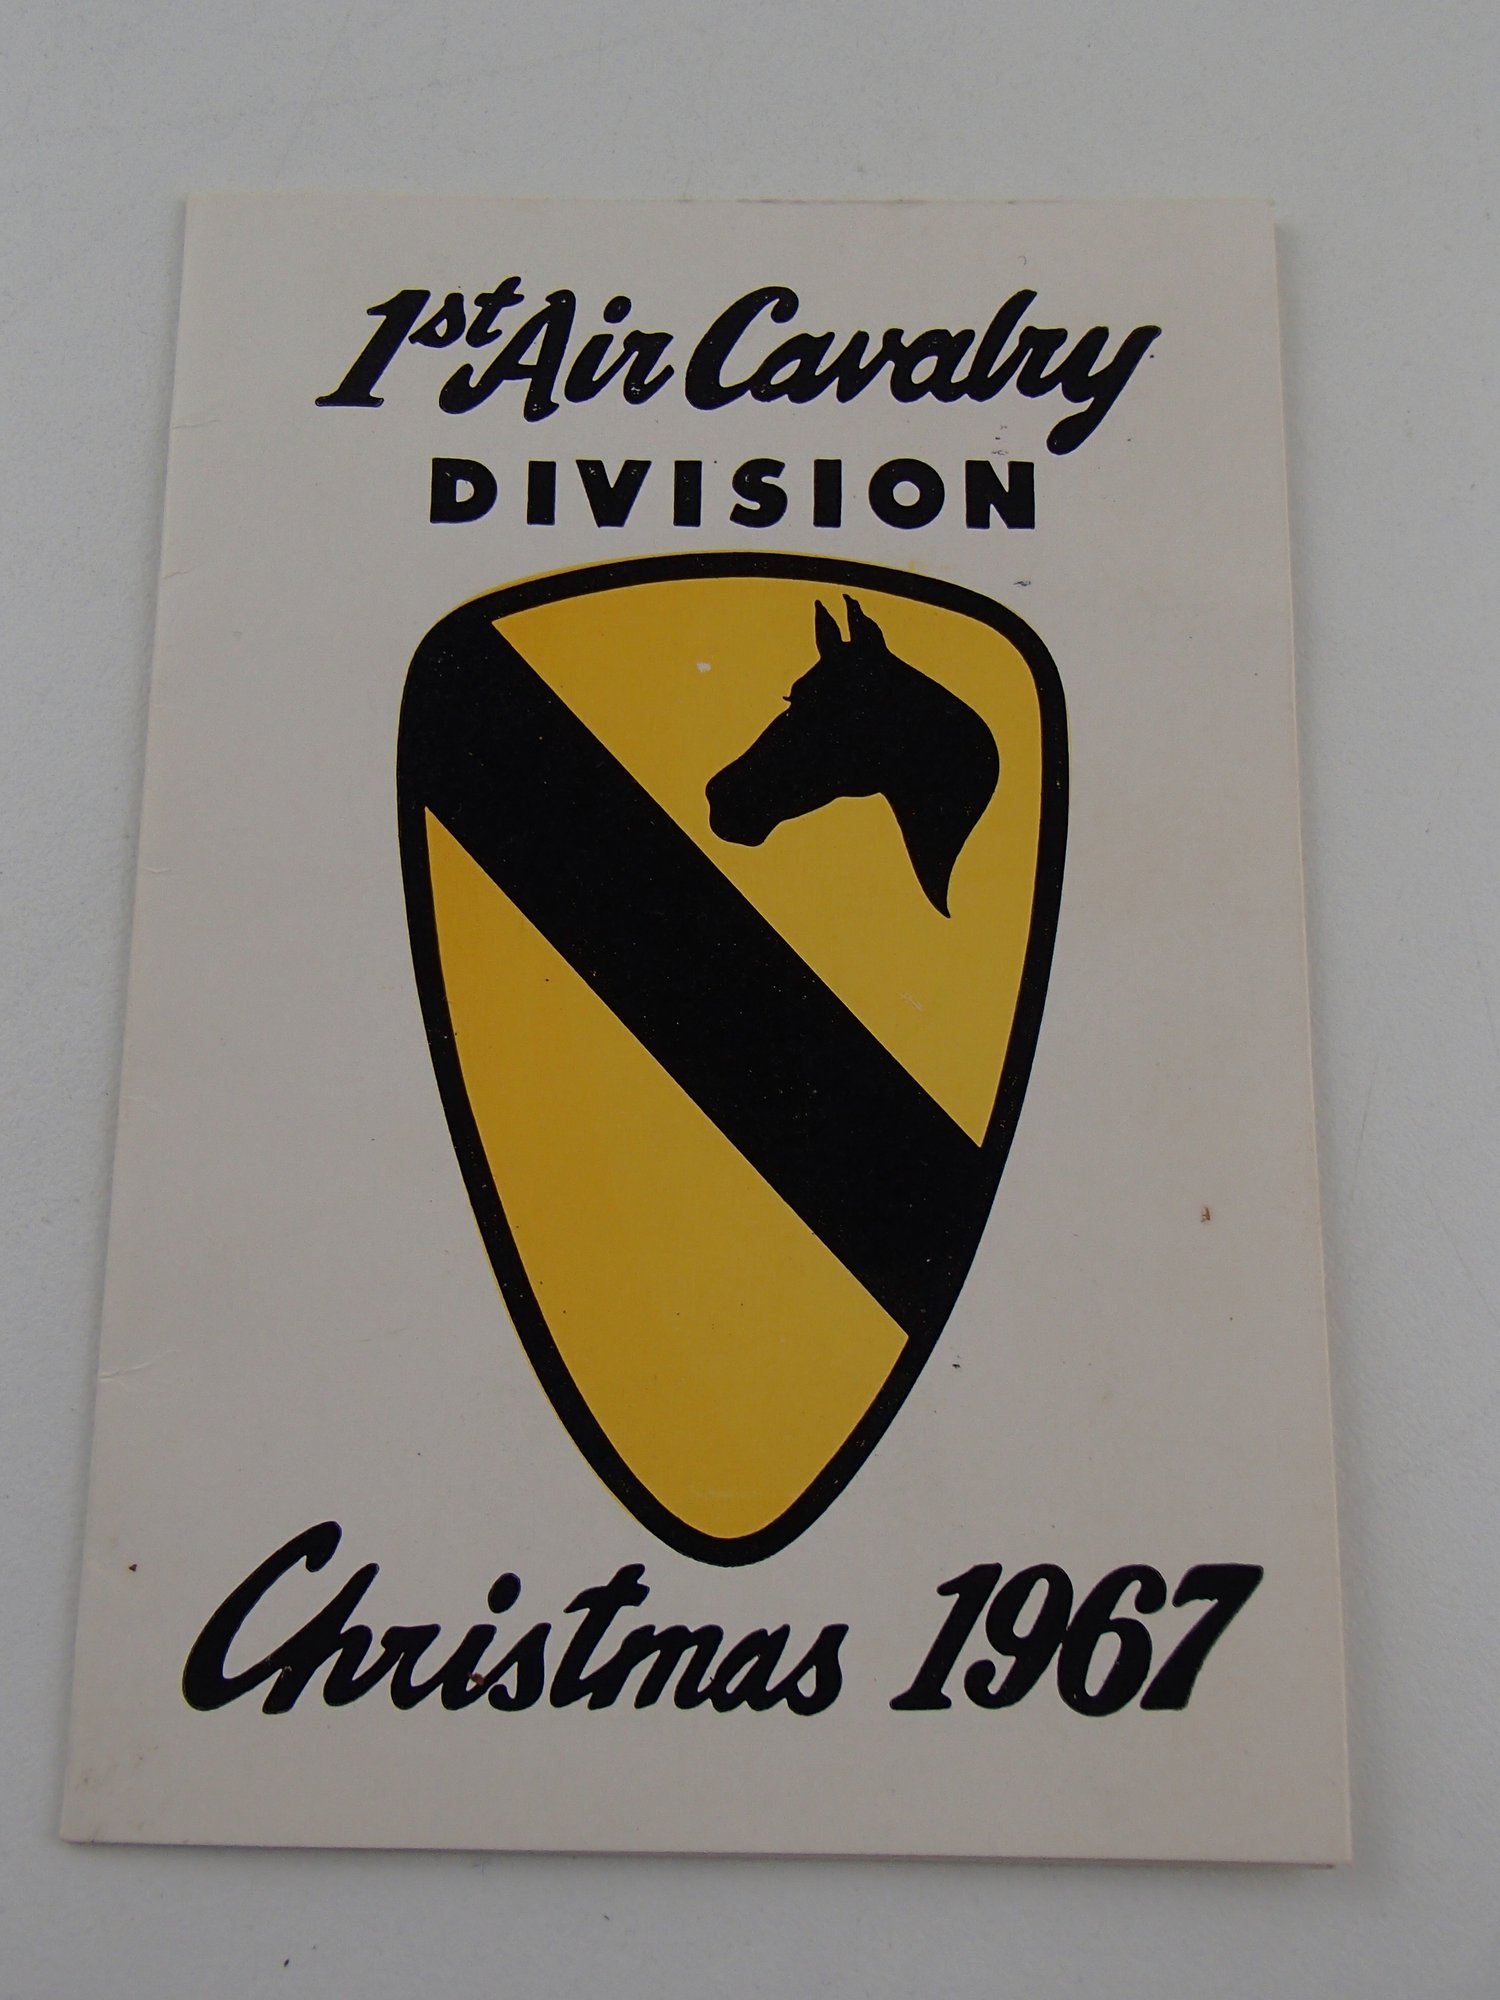 1st Air Cavalry
DIVISION
Christmas 1967